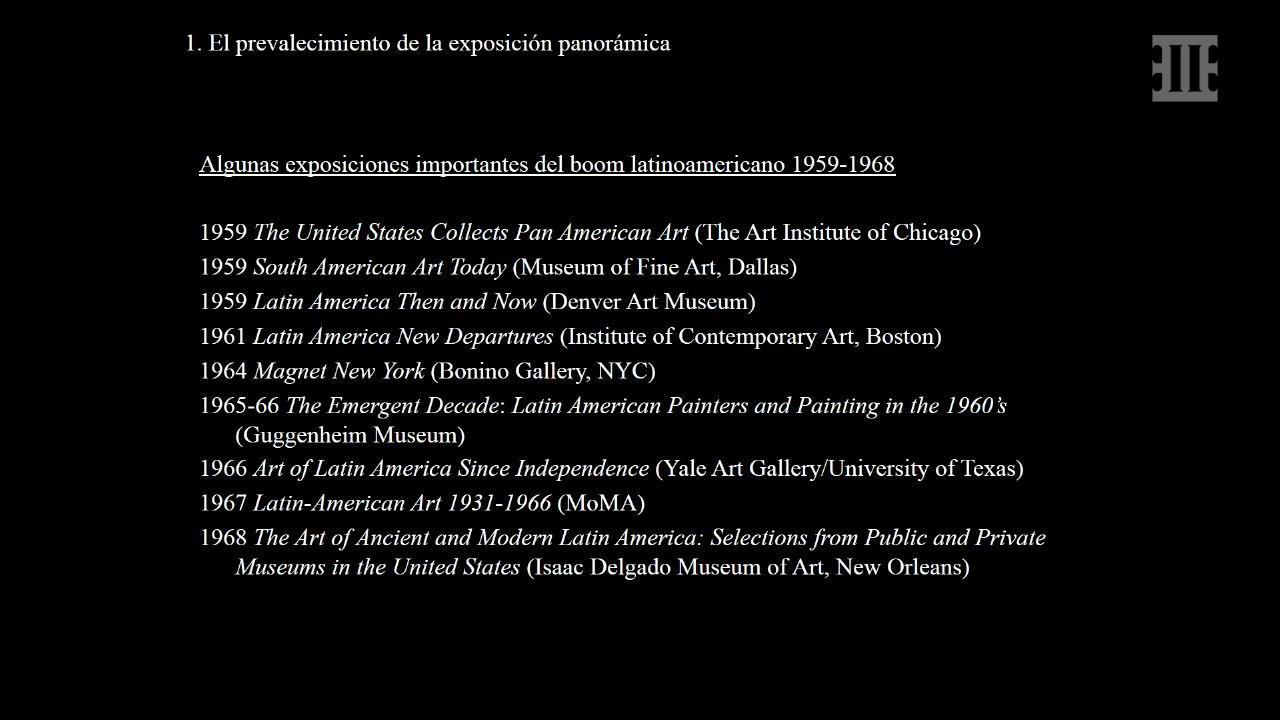 1. El prevalecimiento de la exposición panorámica
Algunas exposiciones importantes del boom latinoamericano 1959-1968
1959 The United States Collects Pan American Art (The Art Institute of Chicago)
1959 South American Art Today (Museum of Fine Art, Dallas)
1959 Latin America Then and Now (Denver Art Museum)
1961 Latin America New Departures (Institute of Contemporary Art, Boston)
1964 Magnet New York (Bonino Gallery, NYC)
1965-66 The Emergent Decade: Latin American Painters and Painting in the 1960’s
(Guggenheim Museum)
1966 Art of Latin America Since Independence (Yale Art Gallery/University of Texas)
1967 Latin-American Art 1931-1966 (MoMA)
1968 The Art of Ancient and Modern Latin America: Selections from Public and Private
Museums in the United States (Isaac Delgado Museum of Art, New Orleans)